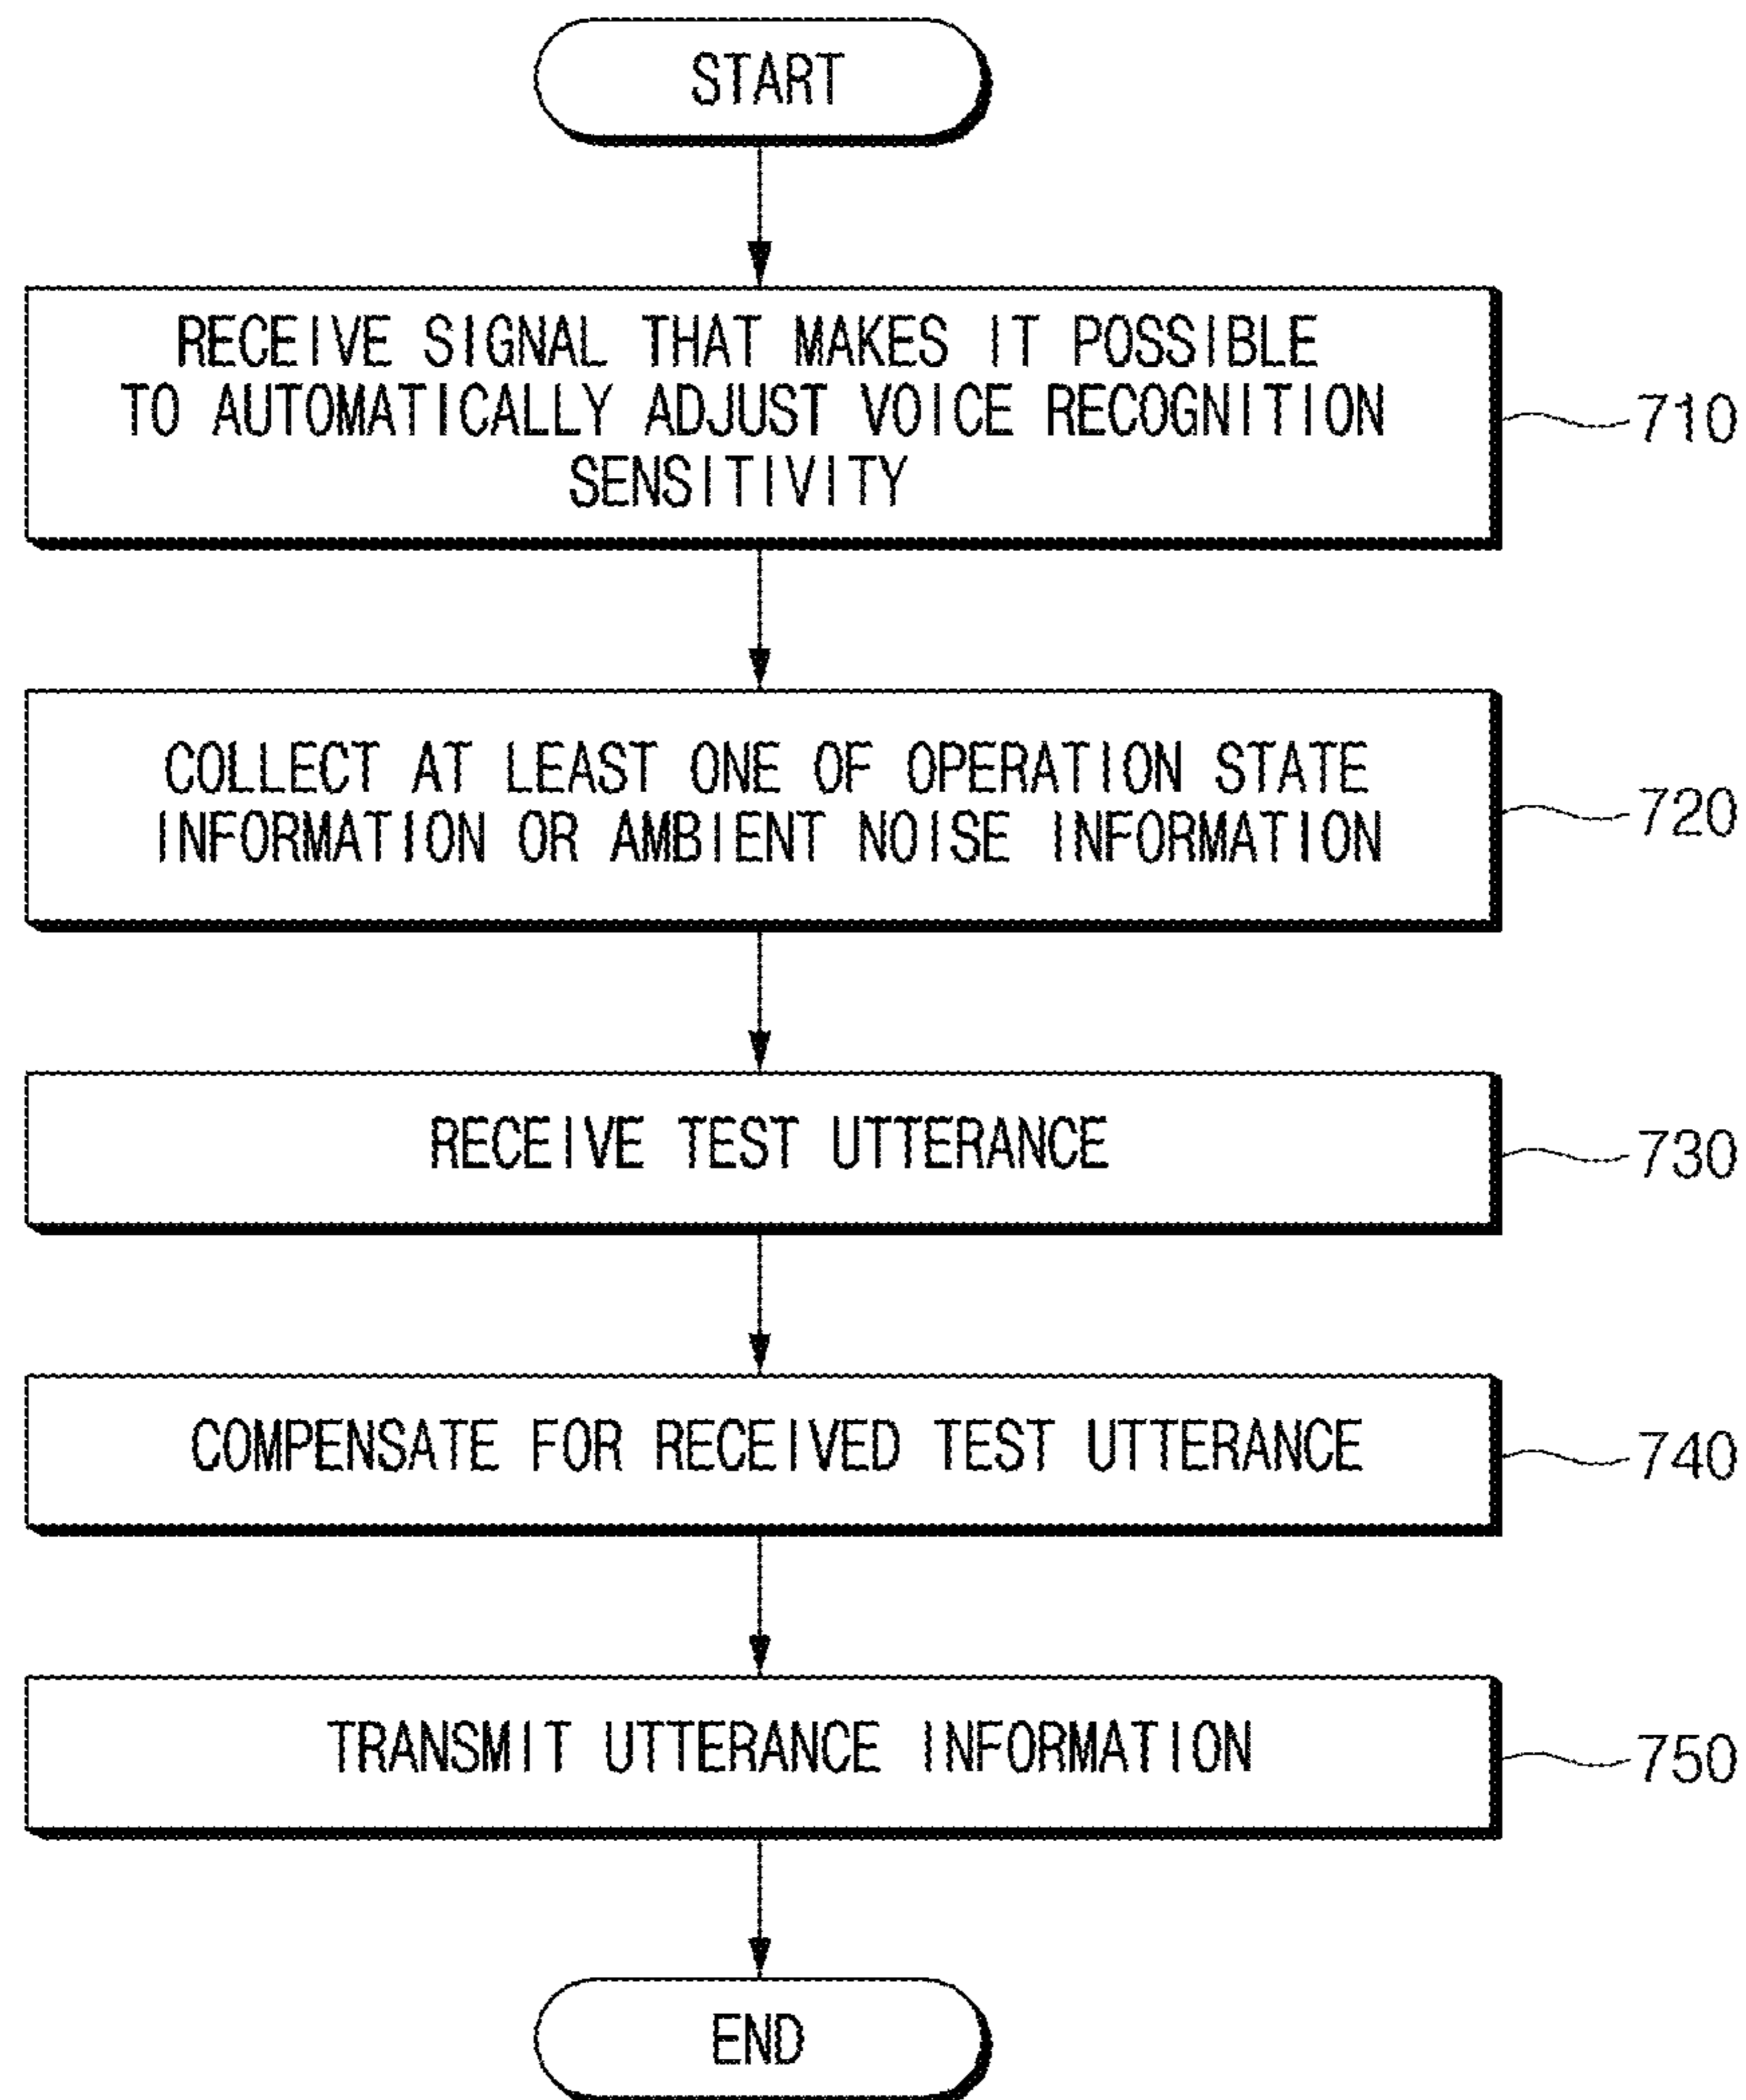 START
RECEIVE SIGNAL THAT MAKES IT POSSIBLE
TO AUTOMATICALLY ADJUST VOICE RECOGNITION
SENSITIVITY
710
COLLECT AT LEAST ONE OF OPERATION STATE
INFORMATION OR AMBIENT NOISE INFORMATION
720
RECEIVE TEST UTTERANCE
730
COMPENSATE FOR RECEIVED TEST UTTERANCE
740
TRANSMIT UTTERANCE INFORMATION
750
END